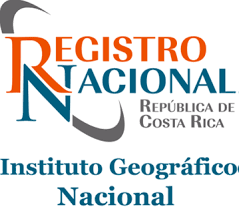 REGISTRO
NACIONAL
REPÚBLICA DE
COSTA RICA
Instituto Geográfico
Nacional